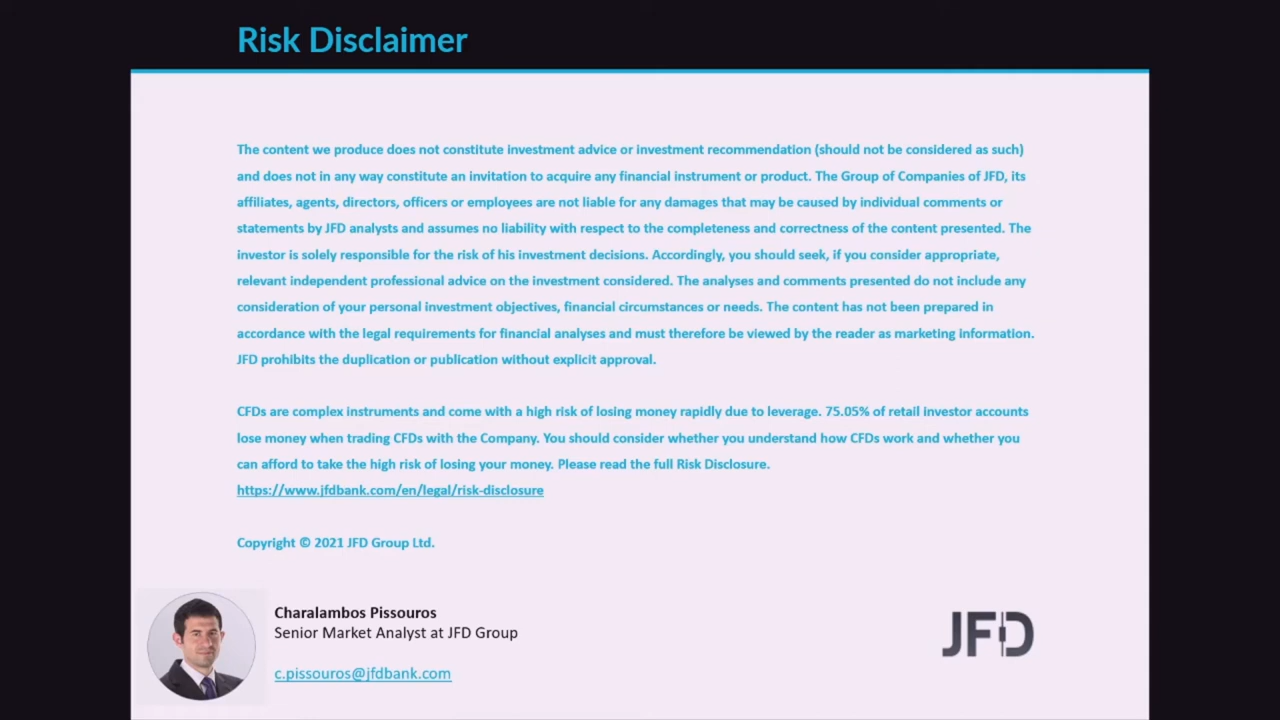 Risk Disclaimer
The content we produce does not constitute investment advice or investment recommendation (should not be considered as such)
and does not in any way constitute an invitation to acquire any financial instrument or product. The Group of Companies of JFD, its
affiliates, agents, directors, officers or employees are not liable for any damages that may be caused by individual comments or
statements by JFD analysts and assumes no liability with respect to the completeness and correctness of the content presented. The
investor is solely responsible for the risk of his investment decisions. Accordingly, you should seek, if you consider appropriate,
relevant independent professional advice on the investment considered. The analyses and comments presented do not include any
consideration of your personal investment objectives, financial circumstances or needs. The content has not been prepared in
accordance with the legal requirements for financial analyses and must therefore be viewed by the reader as marketing information.
JFD prohibits the duplication or publication without explicit approval.
CFDs are complex instruments and come with a high risk of losing money rapidly due to leverage. 75.05% of retail investor accounts
lose money when trading CFDs with the Company. You should consider whether you understand how CFDs work and whether you
can afford to take the high risk of losing your money. Please read the full Risk Disclosure.
https://www.jfdbank.com/en/legal/risk-disclosure
Copyright © 2021 JFD Group Ltd.
Charalambos Pissouros
Senior Market Analyst at JFD Group
c.pissouros@jfdbank.com
JFD